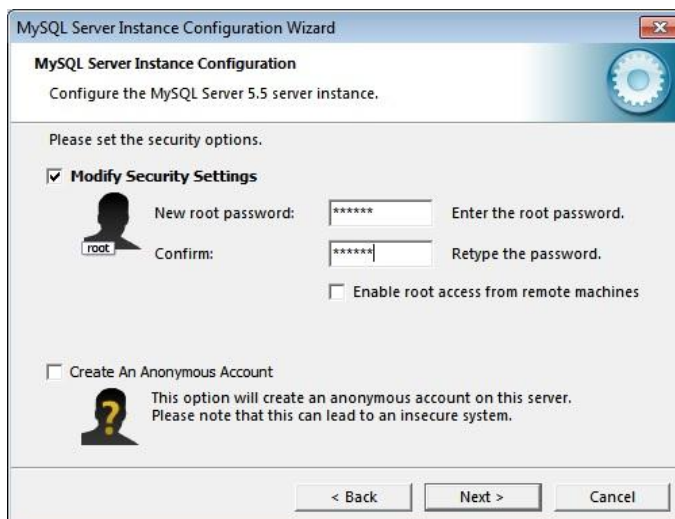 MySQL Server Instance Configuration Wizard
MySQL Server Instance Configuration
Configure the MySQL Server 5.5 server instance.
Please set the security options.
Modify Security Settings
New root password: ****** Enter the root password.
root
Confirm: ****** Retype the password.
Enable root access from remote machines
Create An Anonymous Account
This option will create an anonymous account on this server.
Please note that this can lead to an insecure system.
< Back Next > Cancel